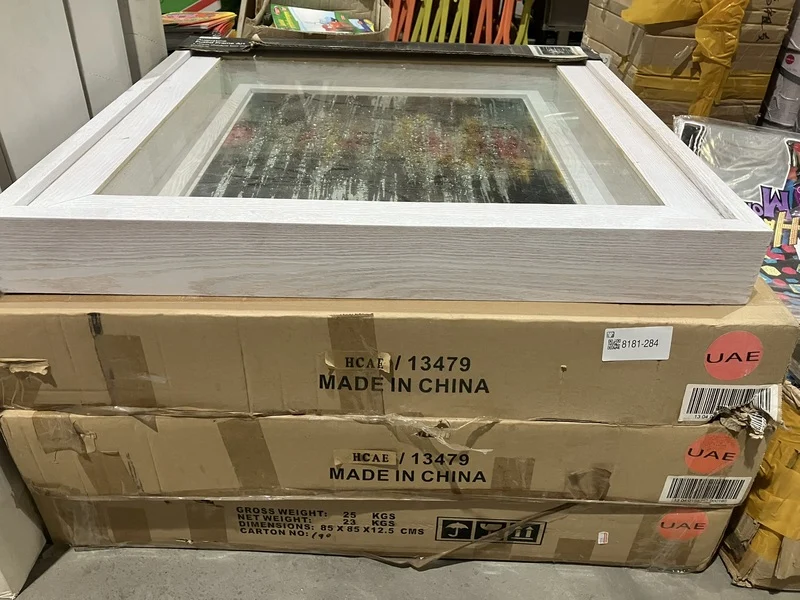 8181-284
HCAE / 13479
MADE IN CHINA
UAE
HCAE / 13479
MADE IN CHINA
UAE
GROSS WEIGHT: 25 KGS
NET WEIGHT: 23 KGS
DIMENSIONS: 85 X 85 X12.5 CMS
CARTON NO: 190
UAE